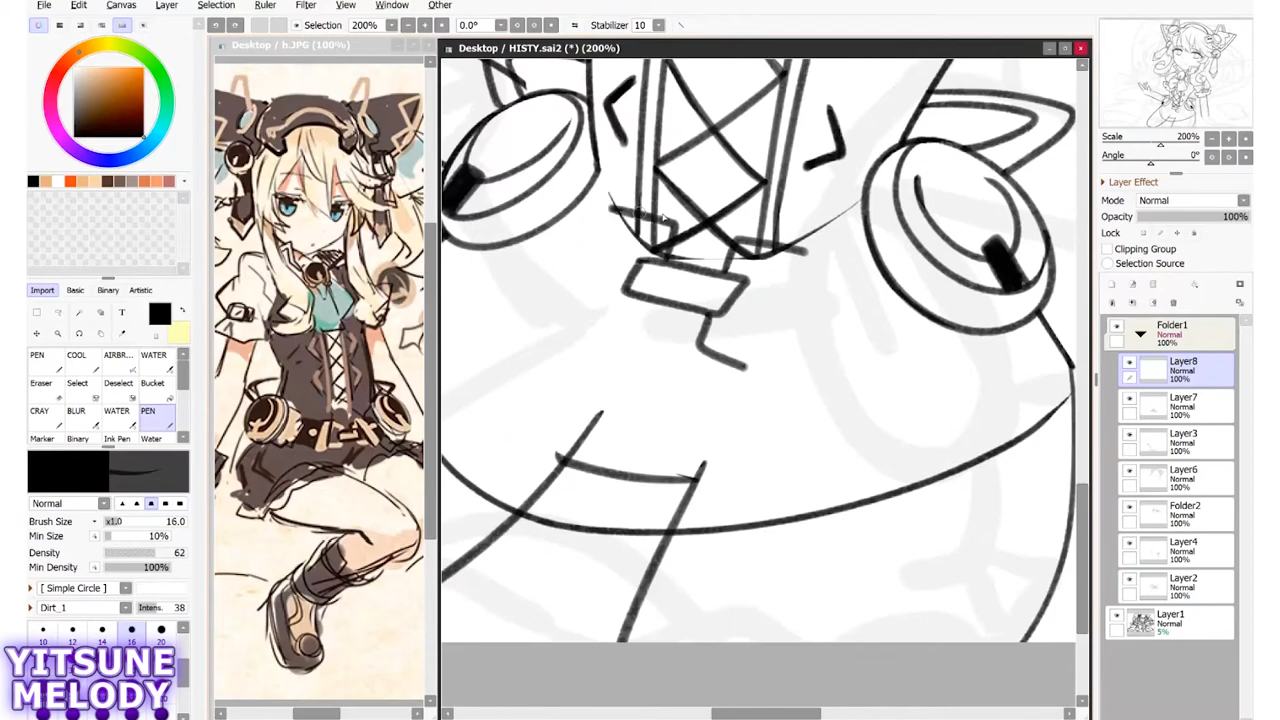 File Edit Canvas Layer Selection Ruler Filter View Window Other
Selection 200% 0.0° Stabilizer 10
Desktop / h.JPG (100%)
Desktop / HISTY.sai2 (*) (200%)
Import Basic Binary Artistic
T
PEN COOL AIRBR... WATER
Eraser Select Deselect Bucket
CRAY BLUR WATER PEN
Marker Binary Ink Pen Water
Normal
Brush Size x1.0 16.0
Min Size 10%
Density 62
Min Density 100%
[ Simple Circle ]
Dirt_1 Intens. 38
10 12 14 16 20
YITSUNE
MELODY
Scale 200%
Angle 0°
Layer Effect
Mode Normal
Opacity 100%
Lock
Clipping Group
Selection Source
Folder1
Normal
100%
Layer8
Normal
100%
Layer7
Normal
100%
Layer3
Normal
100%
Layer6
Normal
100%
Folder2
Normal
100%
Layer4
Normal
100%
Layer2
Normal
100%
Layer1
Normal
5%